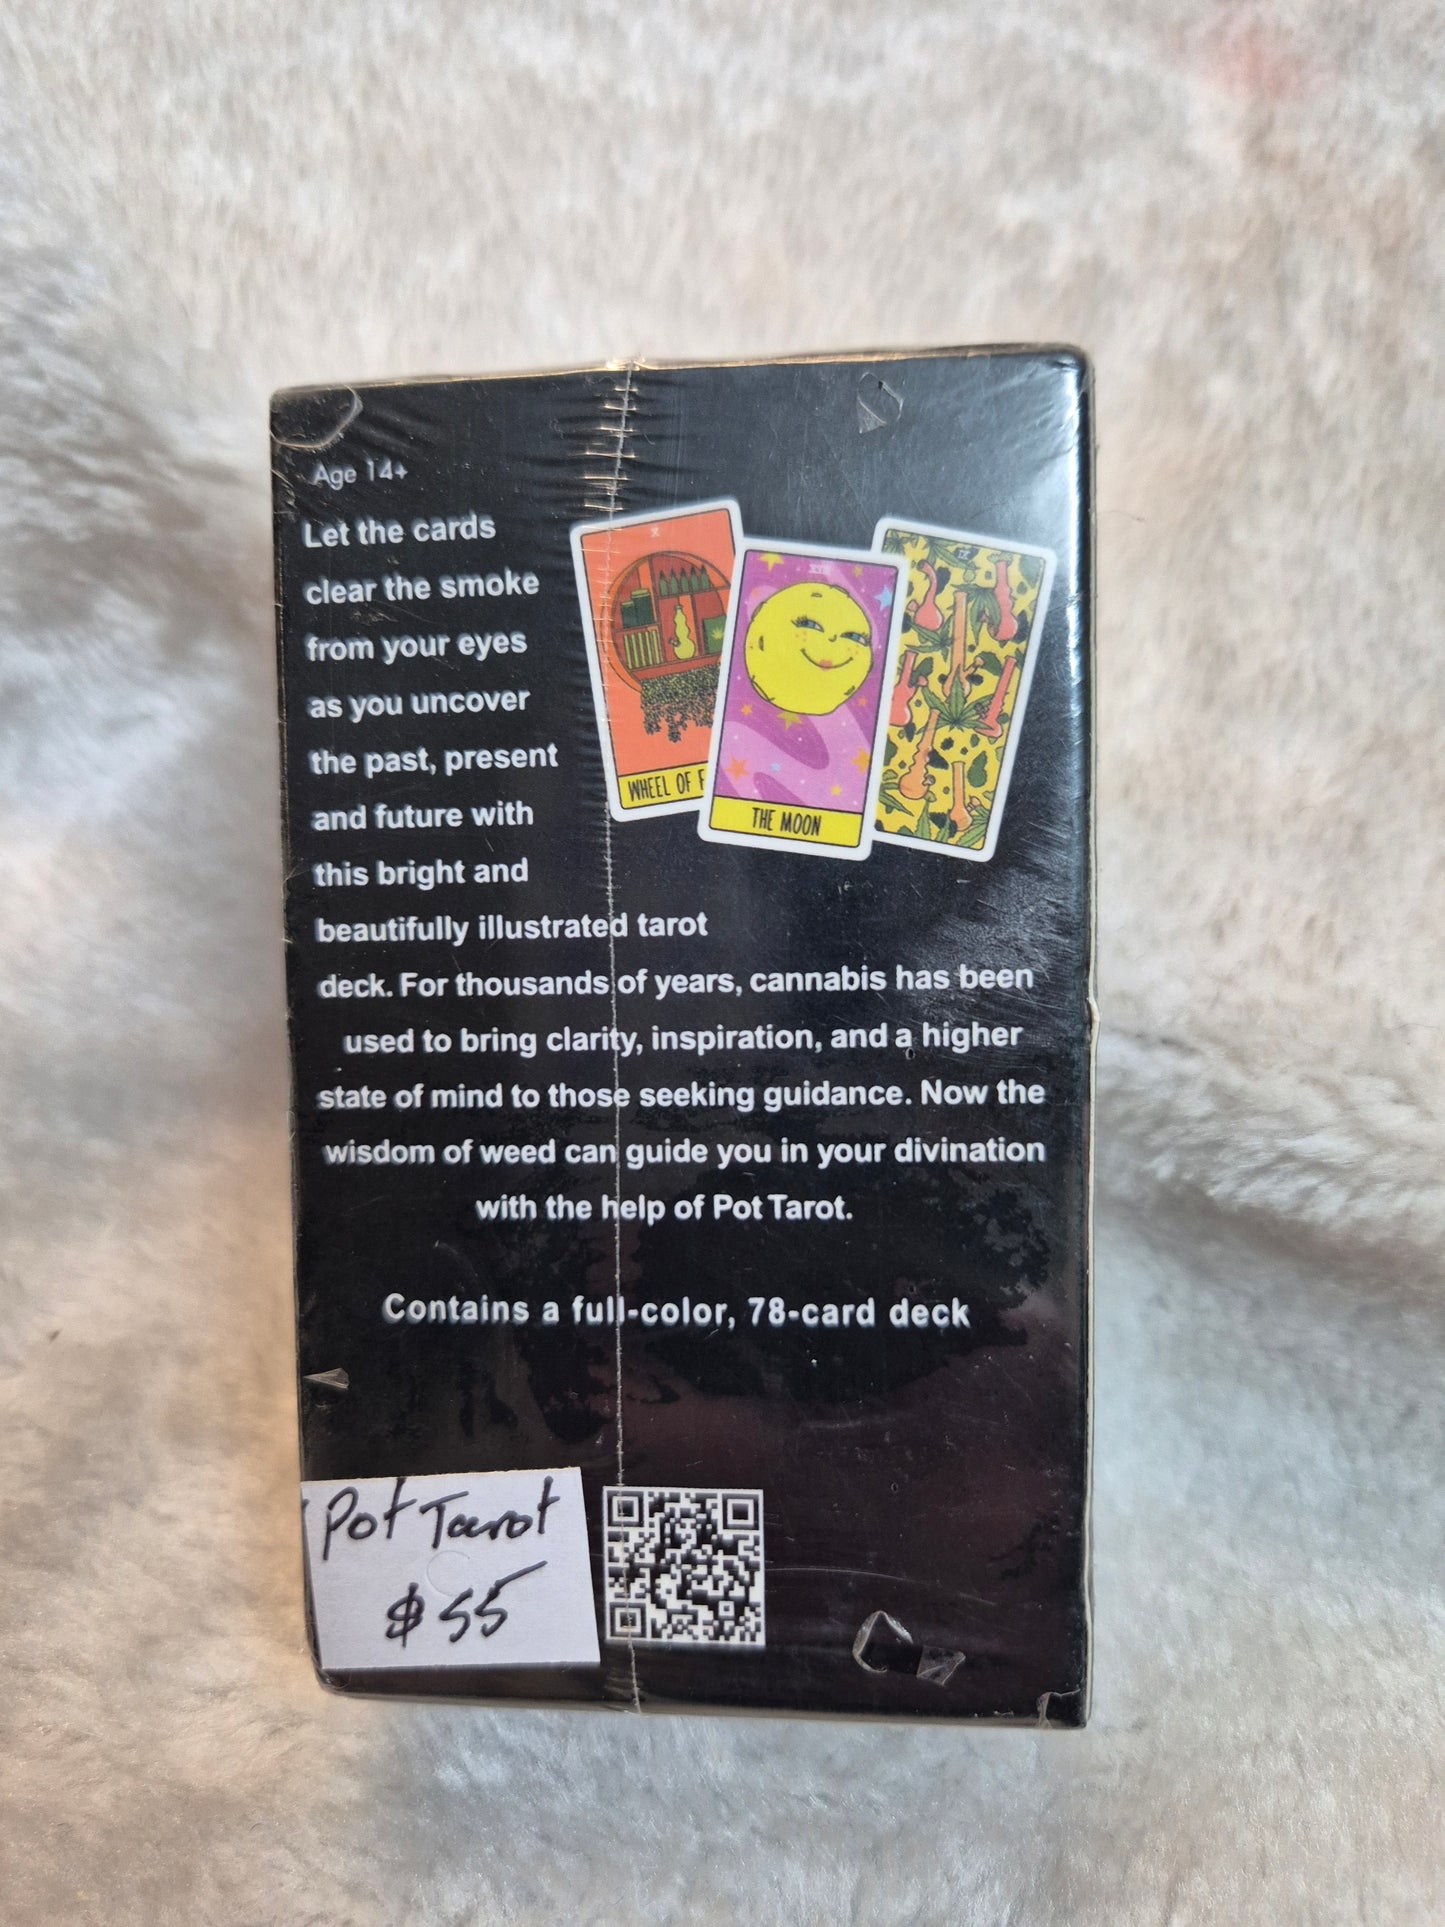 Age 14+
Let the cards
clear the smoke
from your eyes
as you uncover
the past, present
and future with
this bright and
beautifully illustrated tarot
deck. For thousands of years, cannabis has been
used to bring clarity, inspiration, and a higher
state of mind to those seeking guidance. Now the
wisdom of weed can guide you in your divination
with the help of Pot Tarot.
Contains a full-color, 78-card deck
X
WHEEL OF F
THE MOON
Pot Tarot
$55